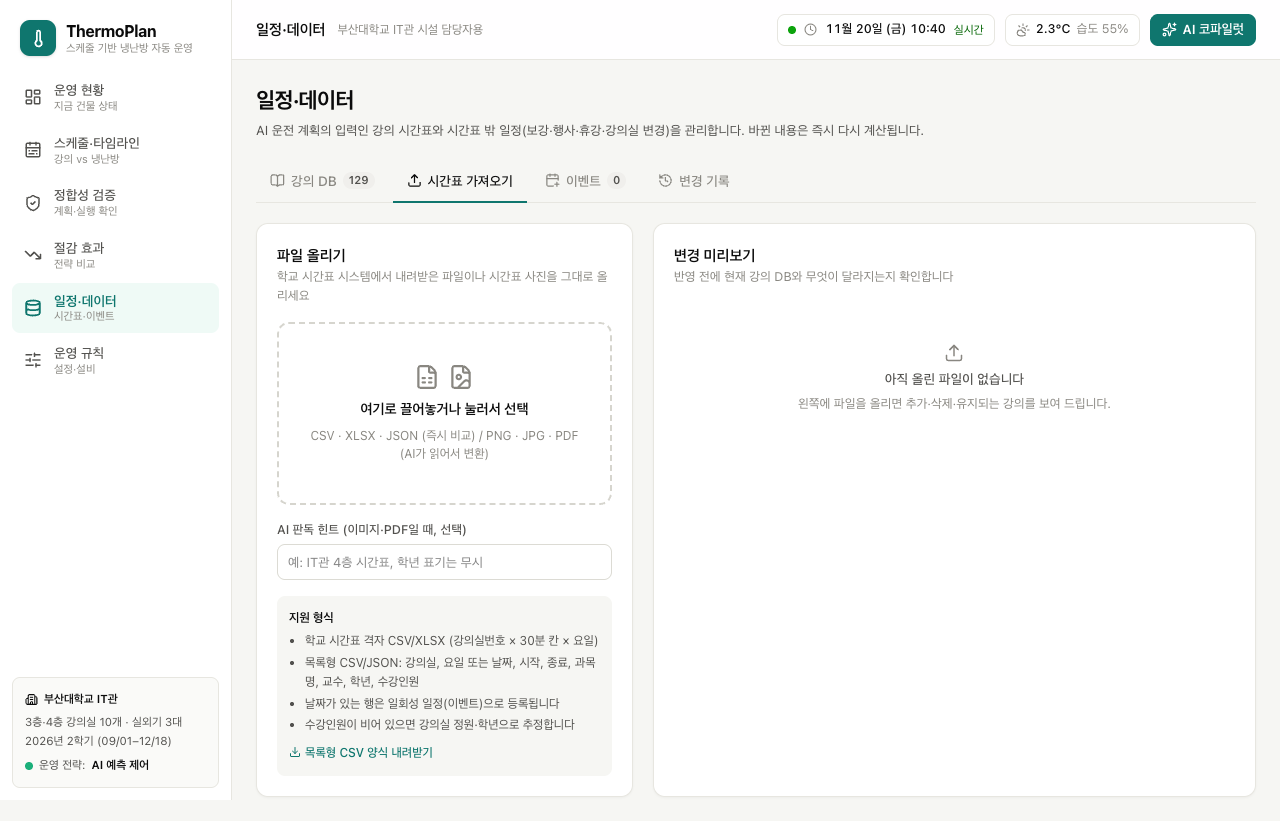 ThermoPlan
스케줄 기반 냉난방 자동 운영
운영 현황
지금 건물 상태
스케줄·타임라인
강의 vs 냉난방
정합성 검증
계획·실행 확인
절감 효과
전략 비교
일정·데이터
시간표·이벤트
운영 규칙
설정·설비
부산대학교 IT관
3층·4층 강의실 10개 · 실외기 3대
2026년 2학기 (09/01–12/18)
운영 전략: AI 예측 제어
일정·데이터 부산대학교 IT관 시설 담당자용
11월 20일 (금) 10:40 실시간
2.3°C 습도 55%
AI 코파일럿
일정·데이터
AI 운전 계획의 입력인 강의 시간표와 시간표 밖 일정(보강·행사·휴강·강의실 변경)을 관리합니다. 바뀐 내용은 즉시 다시 계산됩니다.
강의 DB 129
시간표 가져오기
이벤트 0
변경 기록
파일 올리기
학교 시간표 시스템에서 내려받은 파일이나 시간표 사진을 그대로 올
리세요
여기로 끌어놓거나 눌러서 선택
CSV · XLSX · JSON (즉시 비교) / PNG · JPG · PDF
(AI가 읽어서 변환)
AI 판독 힌트 (이미지·PDF일 때, 선택)
예: IT관 4층 시간표, 학년 표기는 무시
지원 형식
학교 시간표 격자 CSV/XLSX (강의실번호 × 30분 칸 × 요일)
목록형 CSV/JSON: 강의실, 요일 또는 날짜, 시작, 종료, 과목
명, 교수, 학년, 수강인원
날짜가 있는 행은 일회성 일정(이벤트)으로 등록됩니다
수강인원이 비어 있으면 강의실 정원·학년으로 추정합니다
목록형 CSV 양식 내려받기
변경 미리보기
반영 전에 현재 강의 DB와 무엇이 달라지는지 확인합니다
아직 올린 파일이 없습니다
왼쪽에 파일을 올리면 추가·삭제·유지되는 강의를 보여 드립니다.